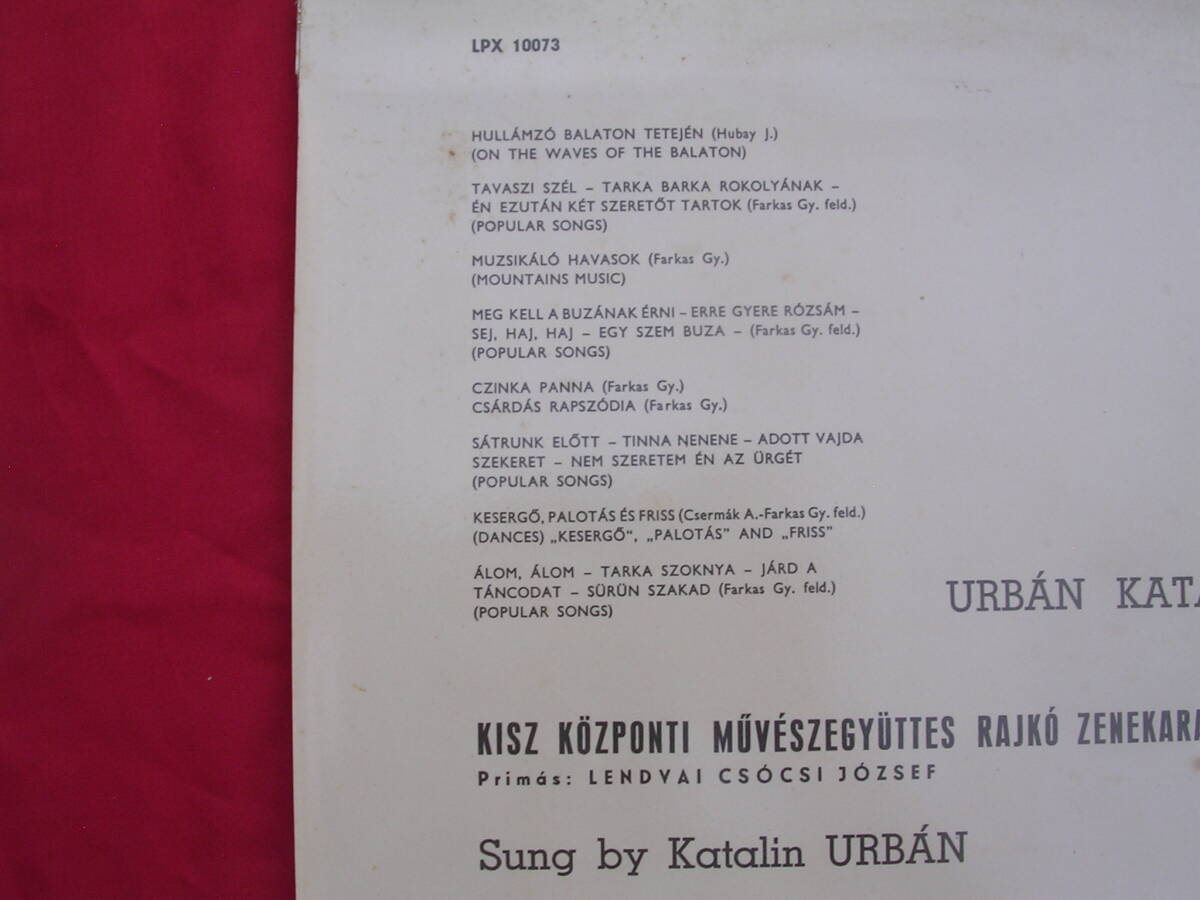 LPX 10073
HULLÁMZÓ BALATON TETEJÉN (Hubay J.)
(ON THE WAVES OF THE BALATON)
TAVASZI SZÉL – TARKA BARKA ROKOLYÁNAK –
ÉN EZUTÁN KÉT SZERETŐT TARTOK (Farkas Gy. feld.)
(POPULAR SONGS)
MUZSIKÁLÓ HAVASOK (Farkas Gy.)
(MOUNTAINS MUSIC)
MEG KELL A BUZÁNAK ÉRNI – ERRE GYERE RÓZSÁM –
SEJ, HAJ, HAJ – EGY SZEM BUZA – (Farkas Gy. feld.)
(POPULAR SONGS)
CZINKA PANNA (Farkas Gy.)
CSÁRDÁS RAPSZÓDIA (Farkas Gy.)
SÁTRUNK ELŐTT – TINNA NENENE – ADOTT VAJDA
SZEKERET – NEM SZERETEM ÉN AZ ÜRGÉT
(POPULAR SONGS)
KESERGŐ, PALOTÁS ÉS FRISS (Csermák A.-Farkas Gy. feld.)
(DANCES) „KESERGŐ“, „PALOTÁS” AND „FRISS”
ÁLOM, ÁLOM – TARKA SZOKNYA – JÁRD A
TÁNCODAT – SÜRÜN SZAKAD (Farkas Gy. feld.)
(POPULAR SONGS)
URBÁN KATA
KISZ KÖZPONTI MŰVÉSZEGYÜTTES RAJKÓ ZENEKARA
Primás: LENDVAI CSÓCSI JÓZSEF
Sung by Katalin URBÁN